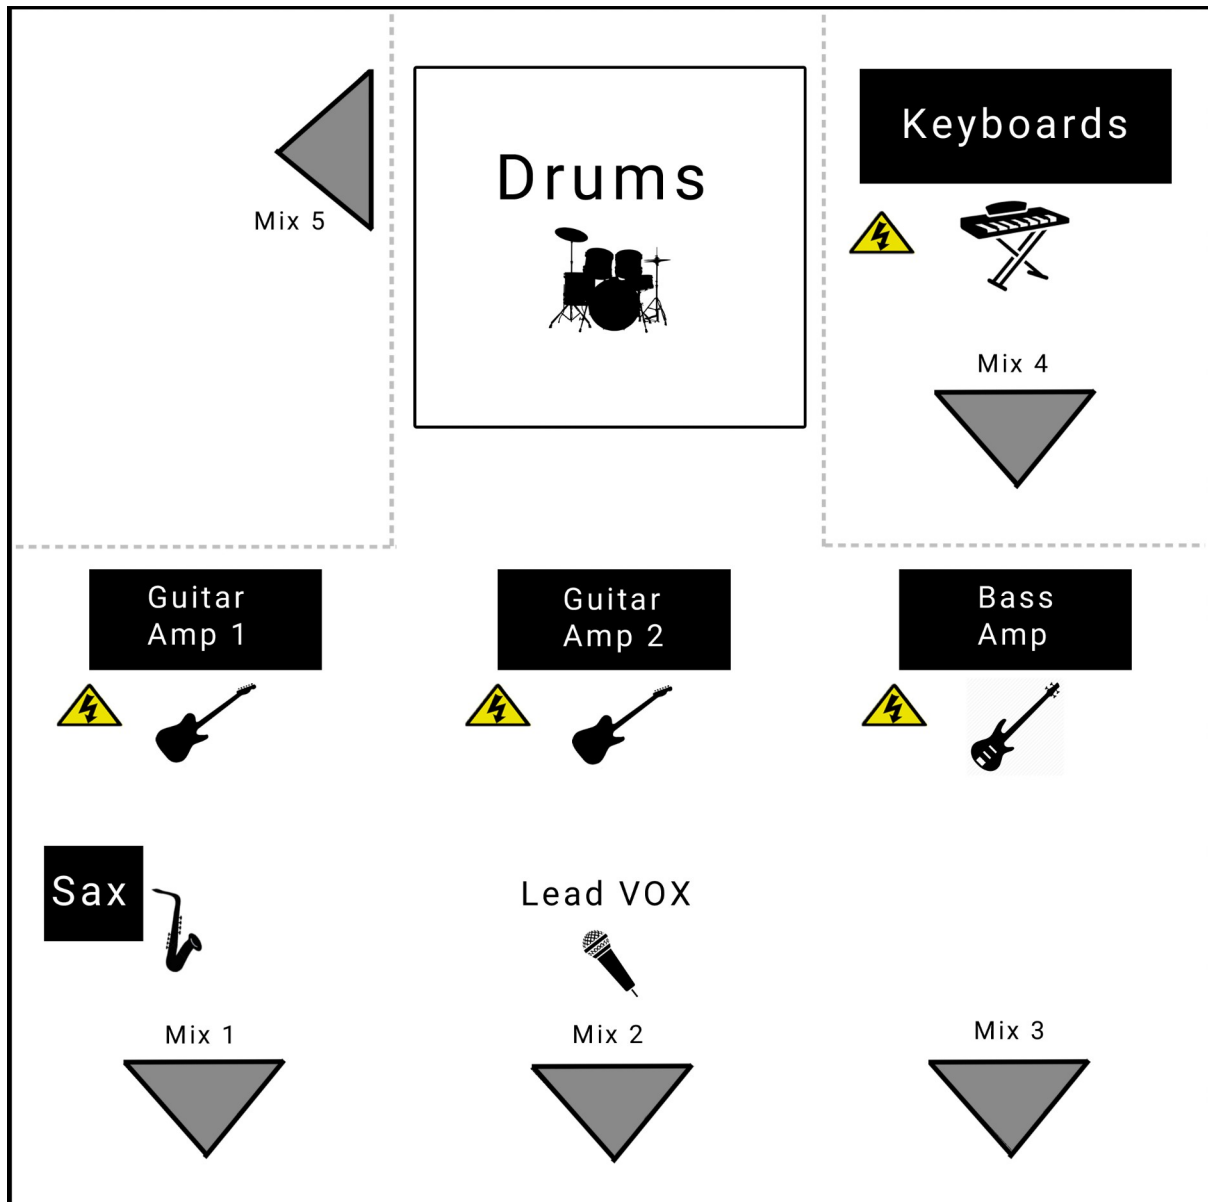 Keyboards
Drums
Mix 5
Mix 4
Guitar
Amp 1
Guitar
Amp 2
Bass
Amp
Sax
Lead VOX
Mix 1
Mix 2
Mix 3